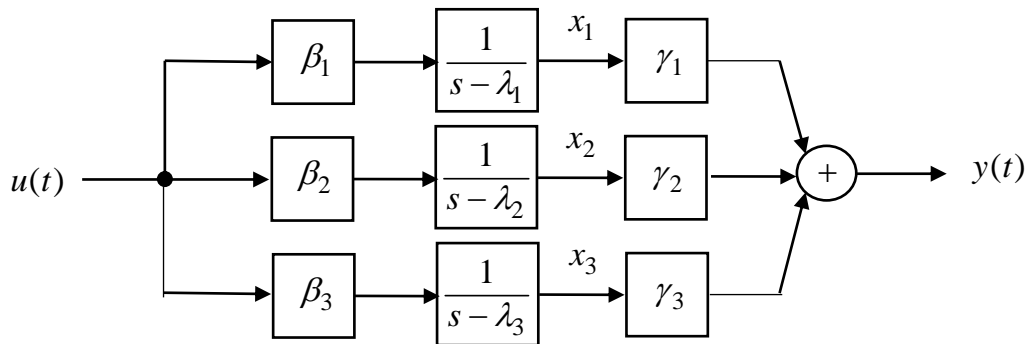 x₁
β₁ 1/(s − λ₁) γ₁
x₂
u(t) β₂ 1/(s − λ₂) γ₂ + y(t)
x₃
β₃ 1/(s − λ₃) γ₃